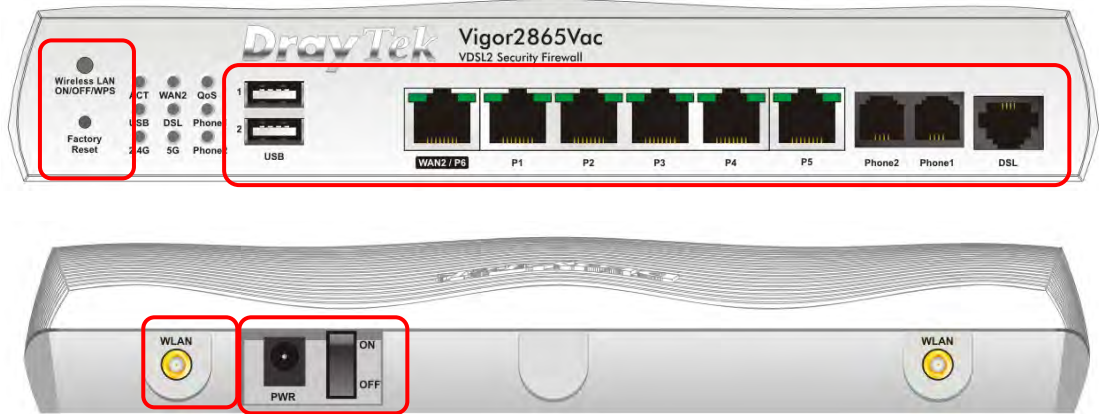 DrayTek
Vigor2865Vac
VDSL2 Security Firewall
Wireless LAN
ON/OFF/WPS
Factory
Reset
ACT WAN2 QoS
USB DSL Phone1
2.4G 5G Phone2
1
2
USB
WAN2 / P6
P1
P2
P3
P4
P5
Phone2
Phone1
DSL
WLAN
PWR
ON
OFF
WLAN